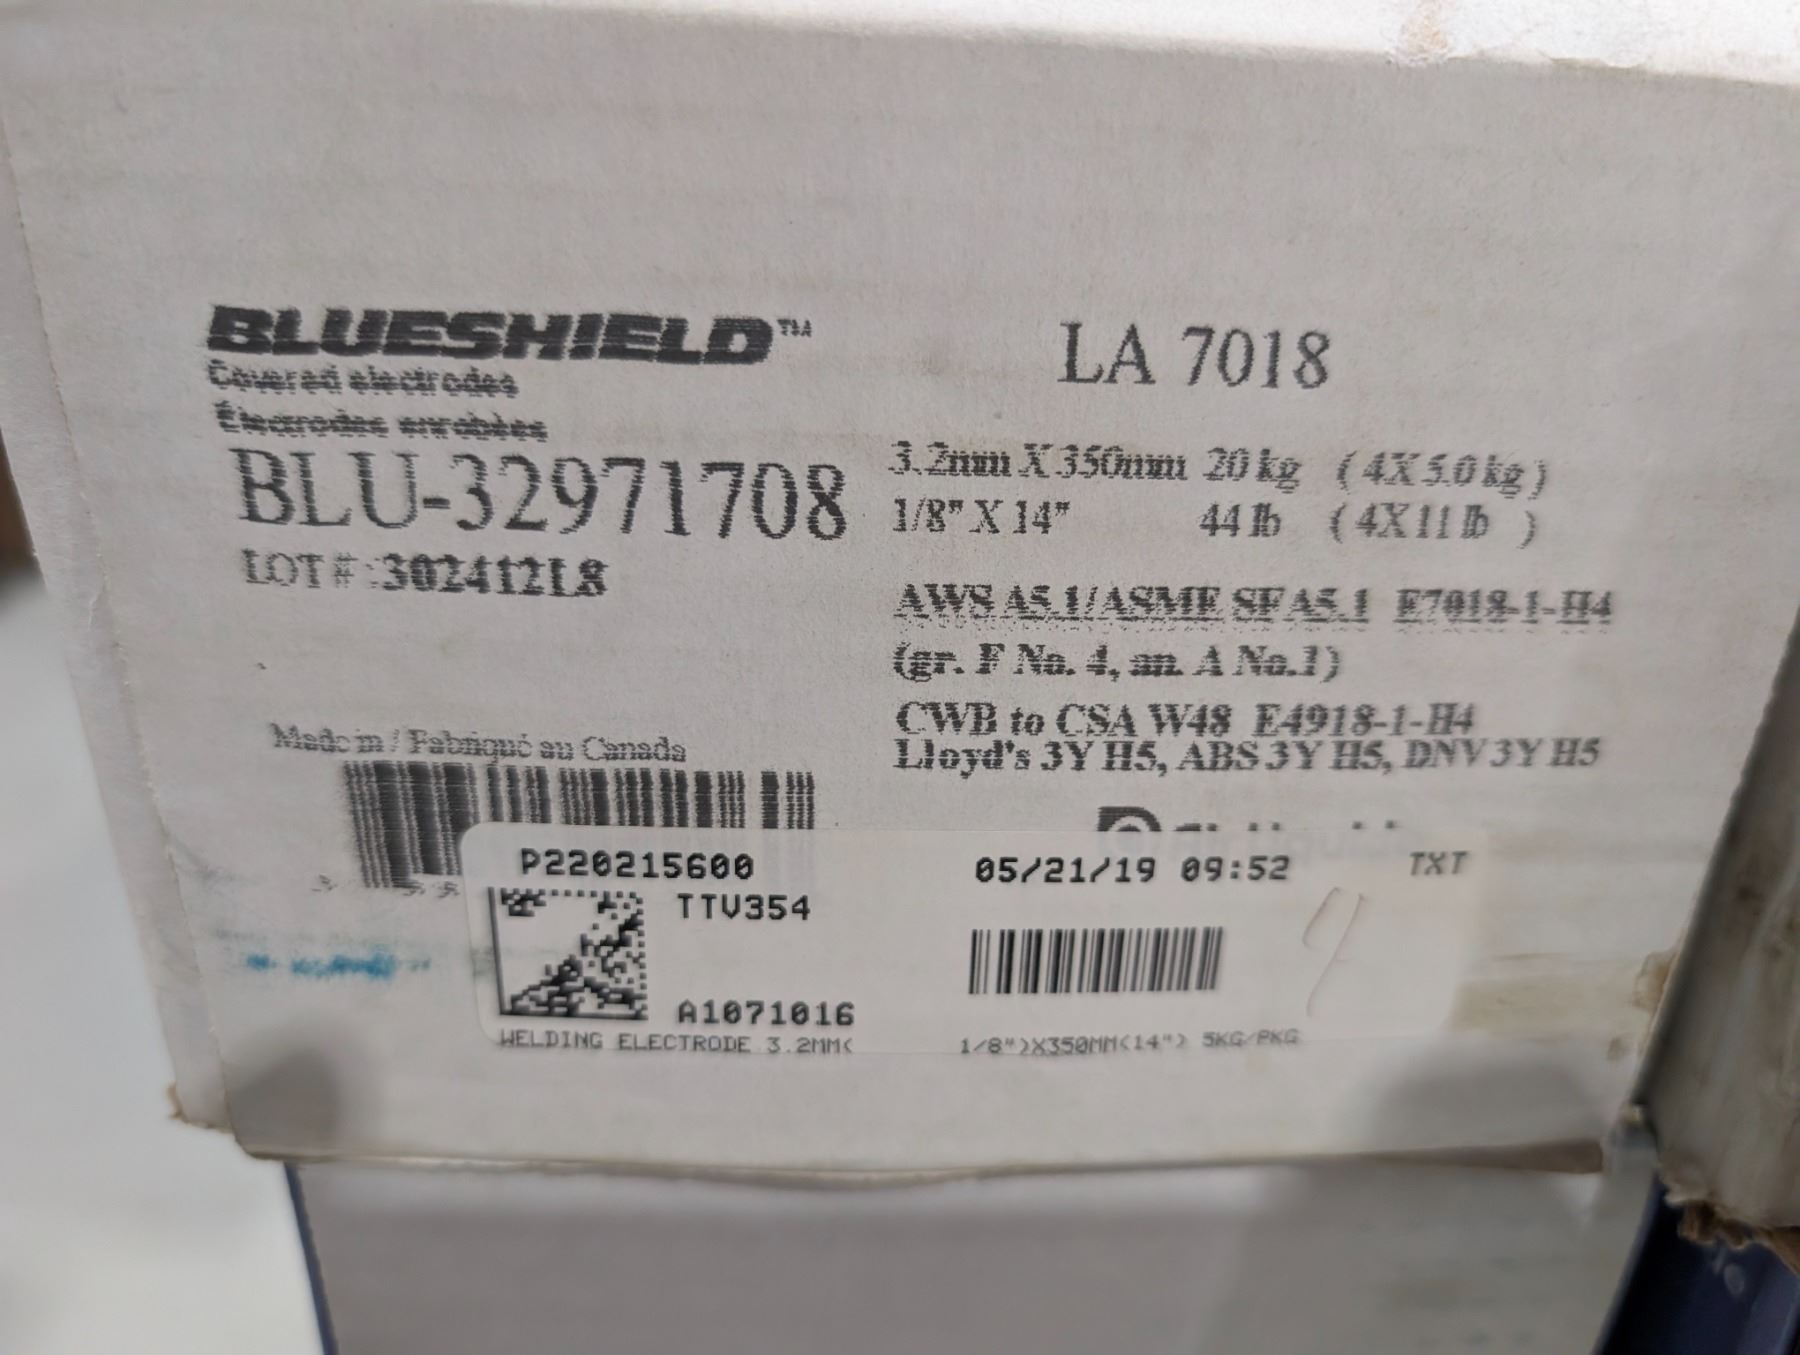 BLUESHIELD™
LA 7018
Covered electrodes
Électrodes enrobées
BLU-32971708
3.2mm X 350mm 20 kg ( 4X 5.0 kg )
1/8" X 14" 44 lb ( 4X 11 lb )
LOT# :302412L8
AWS A5.1/ASME SFA5.1 E7018-1-H4
(gr. F No. 4, an. A No.1)
CWB to CSA W48 E4918-1-H4
Lloyd's 3Y H5, ABS 3Y H5, DNV 3Y H5
Made in / Fabriqué au Canada
P220215600 05/21/19 09:52 TXT
TTV354
A1071016
WELDING ELECTRODE 3.2MM( 1/8")X350MM(14") 5KG/PKG